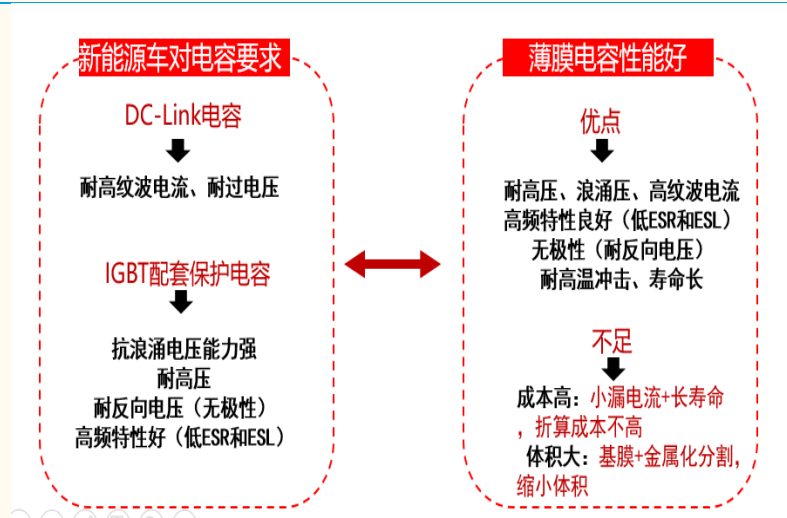 新能源车对电容要求
DC-Link电容
耐高纹波电流、耐过电压
IGBT配套保护电容
抗浪涌电压能力强
耐高压
耐反向电压（无极性）
高频特性好（低ESR和ESL）
薄膜电容性能好
优点
耐高压、浪涌压、高纹波电流
高频特性良好（低ESR和ESL）
无极性（耐反向电压）
耐高温冲击、寿命长
不足
成本高：小漏电流+长寿命
，折算成本不高
体积大：基膜+金属化分割，
缩小体积